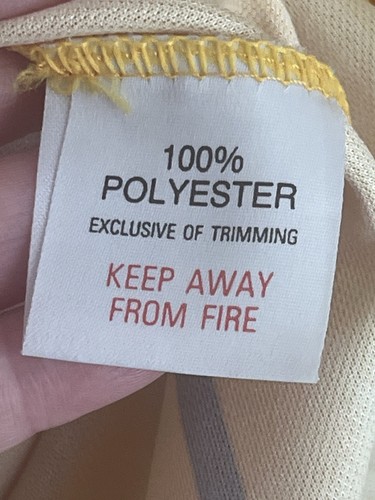 100%
POLYESTER
EXCLUSIVE OF TRIMMING
KEEP AWAY
FROM FIRE